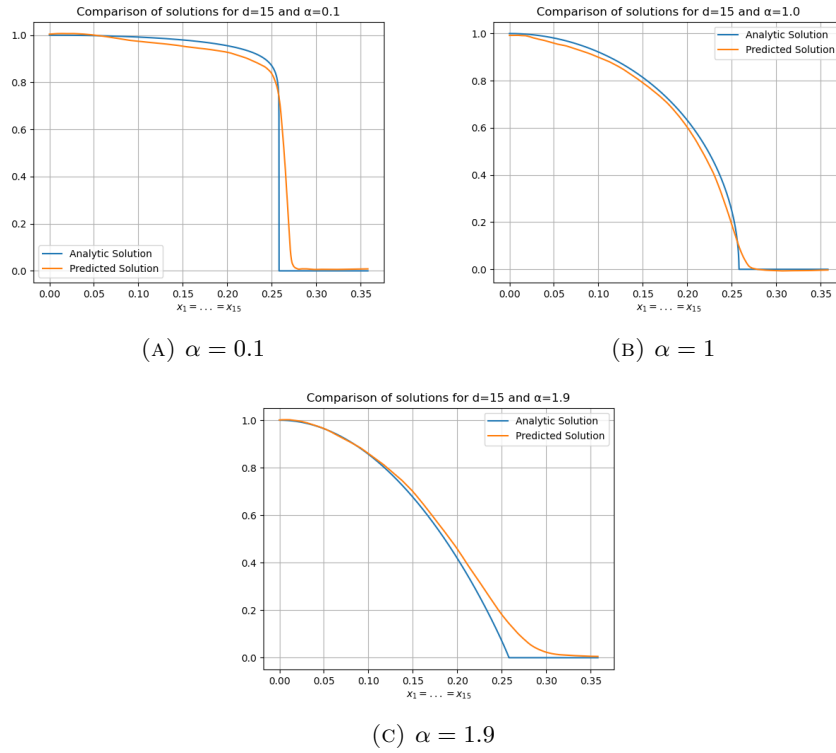 Comparison of solutions for d=15 and α=0.1
1.0
0.8
0.6
0.4
0.2
0.0
Analytic Solution
Predicted Solution
0.00 0.05 0.10 0.15 0.20 0.25 0.30 0.35
x₁ = ... = x₁₅
(A) α = 0.1
Comparison of solutions for d=15 and α=1.0
1.0
0.8
0.6
0.4
0.2
0.0
Analytic Solution
Predicted Solution
0.00 0.05 0.10 0.15 0.20 0.25 0.30 0.35
x₁ = ... = x₁₅
(B) α = 1
Comparison of solutions for d=15 and α=1.9
1.0
0.8
0.6
0.4
0.2
0.0
Analytic Solution
Predicted Solution
0.00 0.05 0.10 0.15 0.20 0.25 0.30 0.35
x₁ = ... = x₁₅
(C) α = 1.9